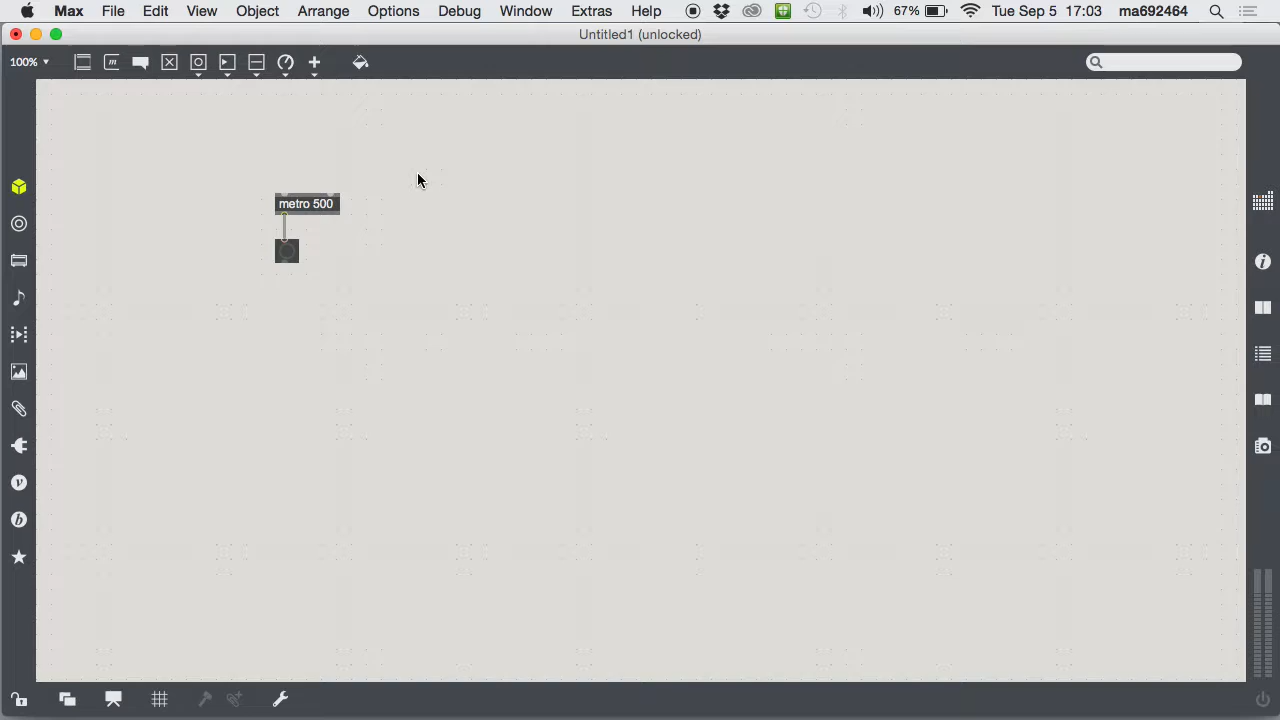 Max File Edit View Object Arrange Options Debug Window Extras Help 67% Tue Sep 5 17:03 ma692464
Untitled1 (unlocked)
100%
m
metro 500
v
b